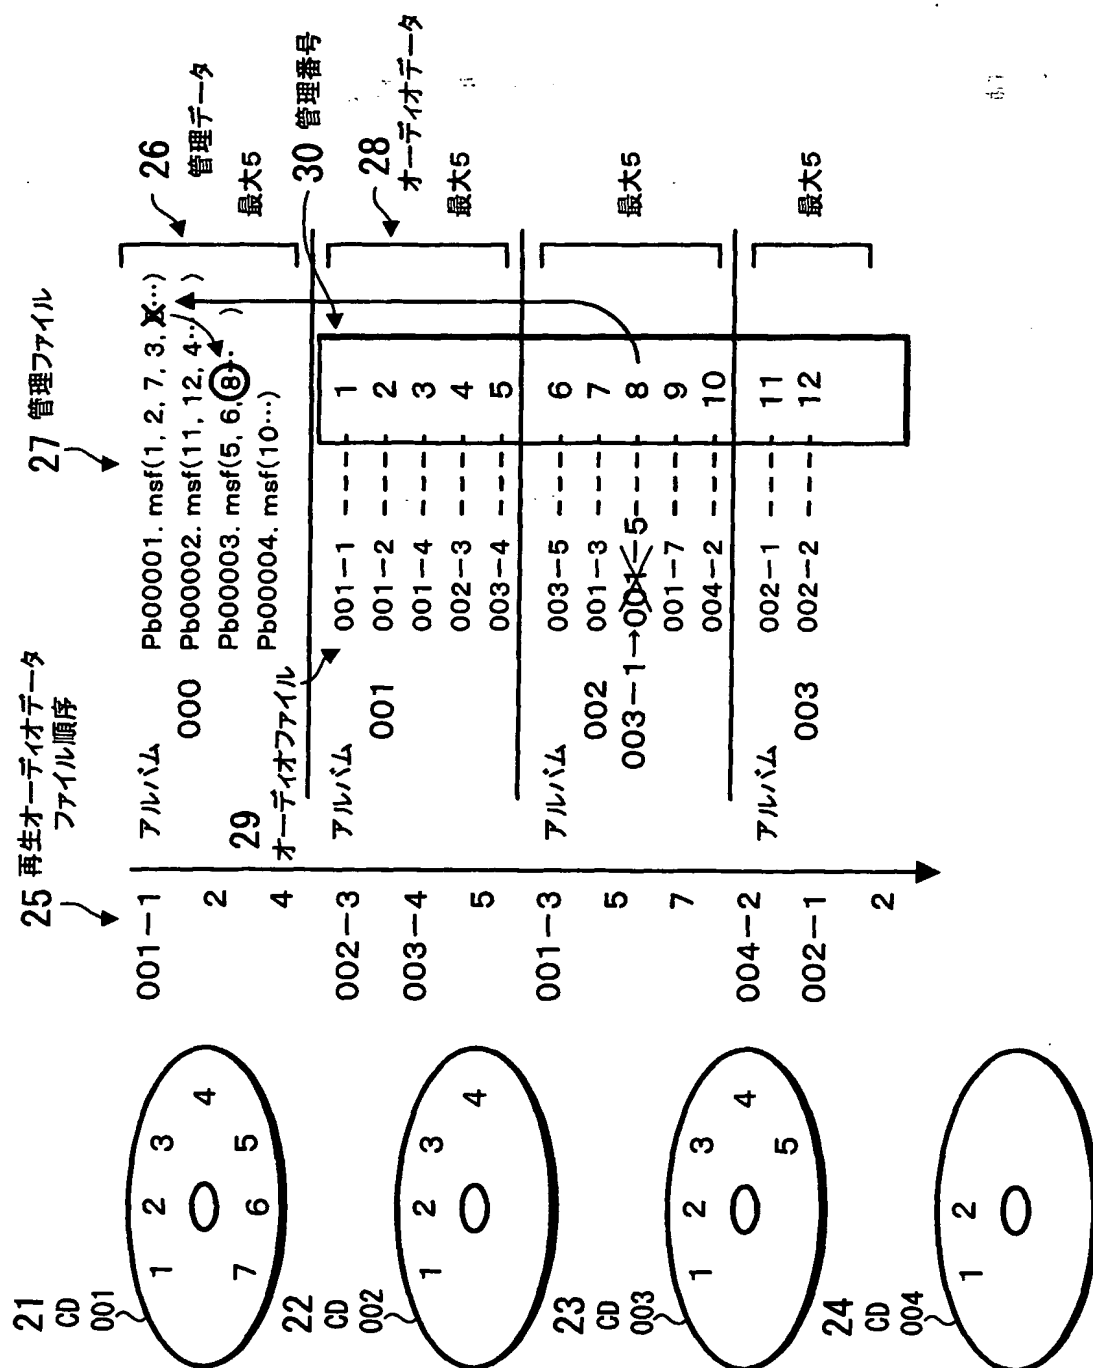 21
CD
001
1
2
3
4
5
6
7
22
CD
002
1
2
3
4
23
CD
003
1
2
3
4
5
24
CD
004
1
2
25 再生オーディオデータ
ファイル順序
001−1
2
4
002−3
003−4
5
001−3
5
7
004−2
002−1
2
27 管理ファイル
26
管理データ
アルバム
000
Pb00001. msf(1, 2, 7, 3, 8…)
Pb00002. msf(11, 12, 4… )
Pb00003. msf(5, 6, 8… )
Pb00004. msf(10…)
最大5
29
オーディオファイル
30 管理番号
28
オーディオデータ
アルバム
001
001−1 ---- 1
001−2 ---- 2
001−4 ---- 3
002−3 ---- 4
003−4 ---- 5
最大5
アルバム
002
003−5 ---- 6
001−3 ---- 7
003−1→001−5---- 8
001−7 ---- 9
004−2 ---- 10
最大5
アルバム
003
002−1 ---- 11
002−2 ---- 12
最大5